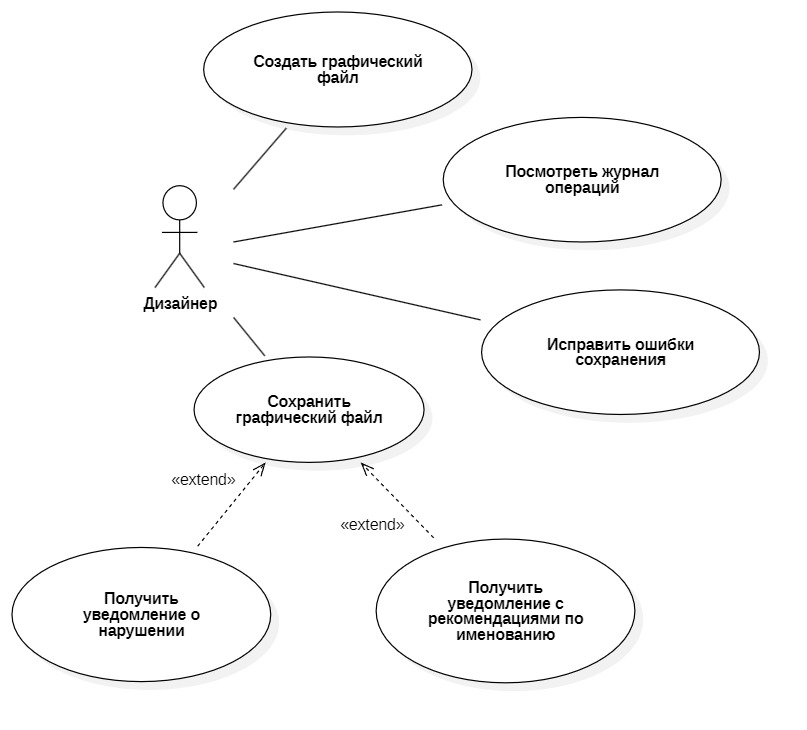 Создать графический
файл
Посмотреть журнал
операций
Дизайнер
Исправить ошибки
сохранения
Сохранить
графический файл
«extend»
«extend»
Получить
уведомление о
нарушении
Получить
уведомление с
рекомендациями по
именованию